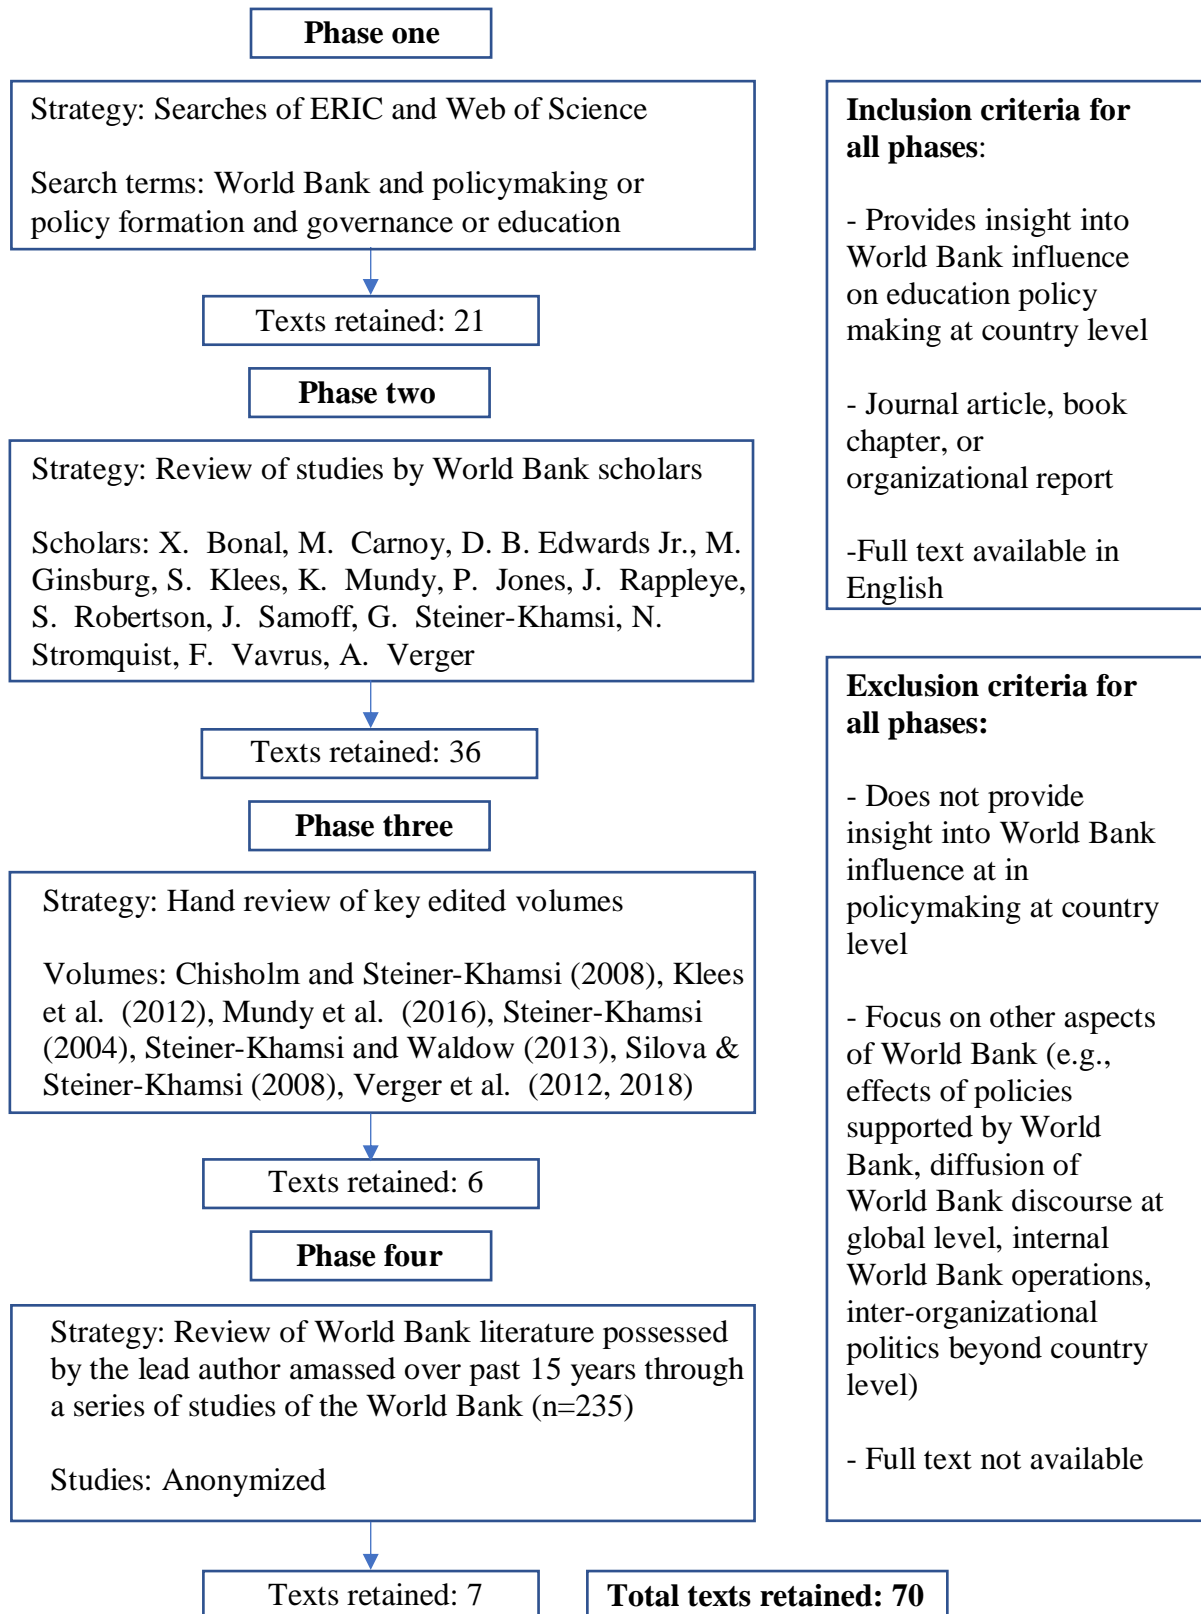 Phase one
Strategy: Searches of ERIC and Web of Science
Search terms: World Bank and policymaking or
policy formation and governance or education
Texts retained: 21
Phase two
Strategy: Review of studies by World Bank scholars
Scholars: X. Bonal, M. Carnoy, D. B. Edwards Jr., M.
Ginsburg, S. Klees, K. Mundy, P. Jones, J. Rappleye,
S. Robertson, J. Samoff, G. Steiner-Khamsi, N.
Stromquist, F. Vavrus, A. Verger
Texts retained: 36
Phase three
Strategy: Hand review of key edited volumes
Volumes: Chisholm and Steiner-Khamsi (2008), Klees
et al. (2012), Mundy et al. (2016), Steiner-Khamsi
(2004), Steiner-Khamsi and Waldow (2013), Silova &
Steiner-Khamsi (2008), Verger et al. (2012, 2018)
Texts retained: 6
Phase four
Strategy: Review of World Bank literature possessed
by the lead author amassed over past 15 years through
a series of studies of the World Bank (n=235)
Studies: Anonymized
Texts retained: 7
Total texts retained: 70
Inclusion criteria for
all phases:
- Provides insight into
World Bank influence
on education policy
making at country level
- Journal article, book
chapter, or
organizational report
-Full text available in
English
Exclusion criteria for
all phases:
- Does not provide
insight into World Bank
influence at in
policymaking at country
level
- Focus on other aspects
of World Bank (e.g.,
effects of policies
supported by World
Bank, diffusion of
World Bank discourse at
global level, internal
World Bank operations,
inter-organizational
politics beyond country
level)
- Full text not available